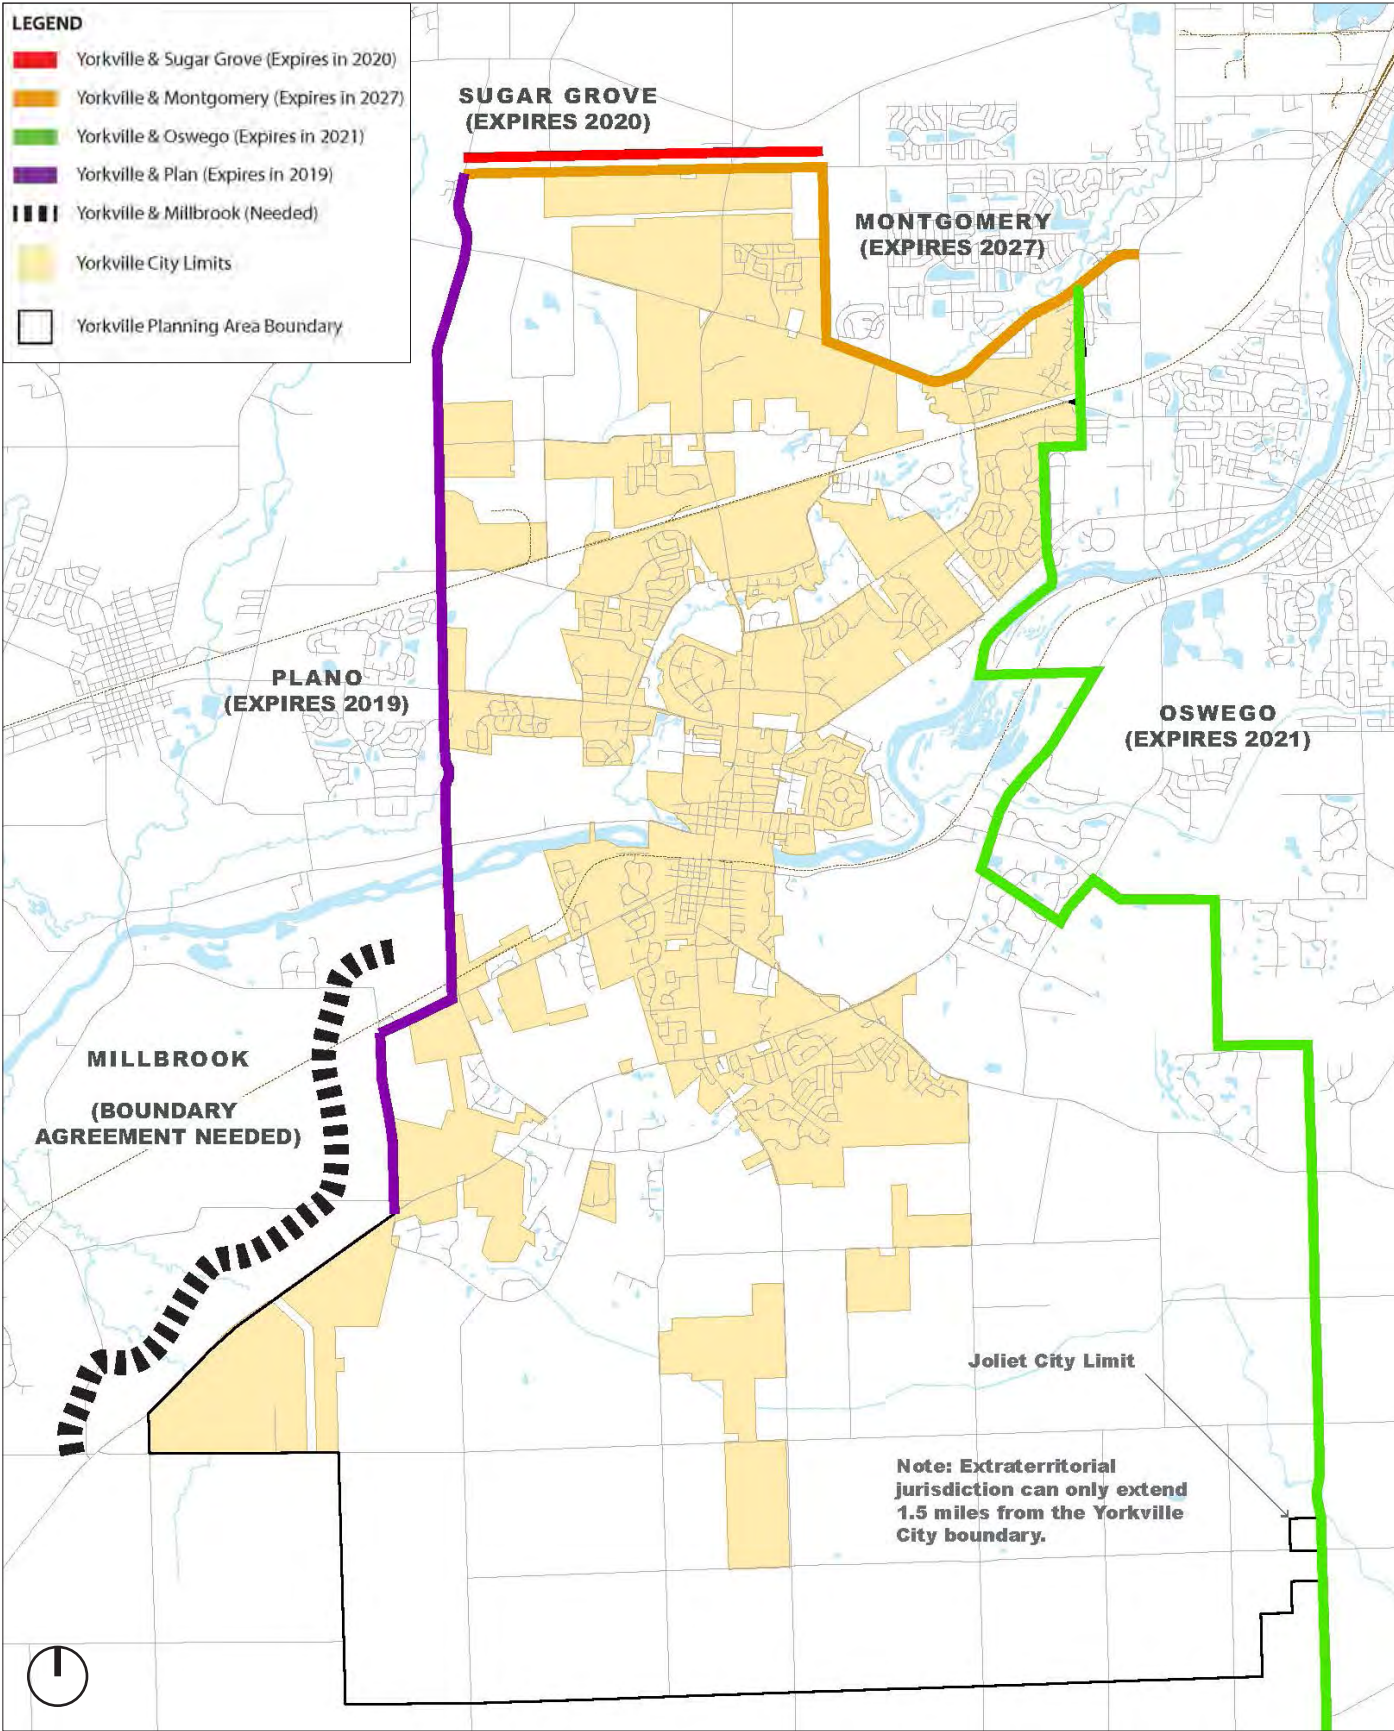 LEGEND
Yorkville & Sugar Grove (Expires in 2020)
Yorkville & Montgomery (Expires in 2027)
Yorkville & Oswego (Expires in 2021)
Yorkville & Plan (Expires in 2019)
Yorkville & Millbrook (Needed)
Yorkville City Limits
Yorkville Planning Area Boundary
SUGAR GROVE
(EXPIRES 2020)
MONTGOMERY
(EXPIRES 2027)
PLANO
(EXPIRES 2019)
OSWEGO
(EXPIRES 2021)
MILLBROOK
(BOUNDARY
AGREEMENT NEEDED)
Joliet City Limit
Note: Extraterritorial
jurisdiction can only extend
1.5 miles from the Yorkville
City boundary.